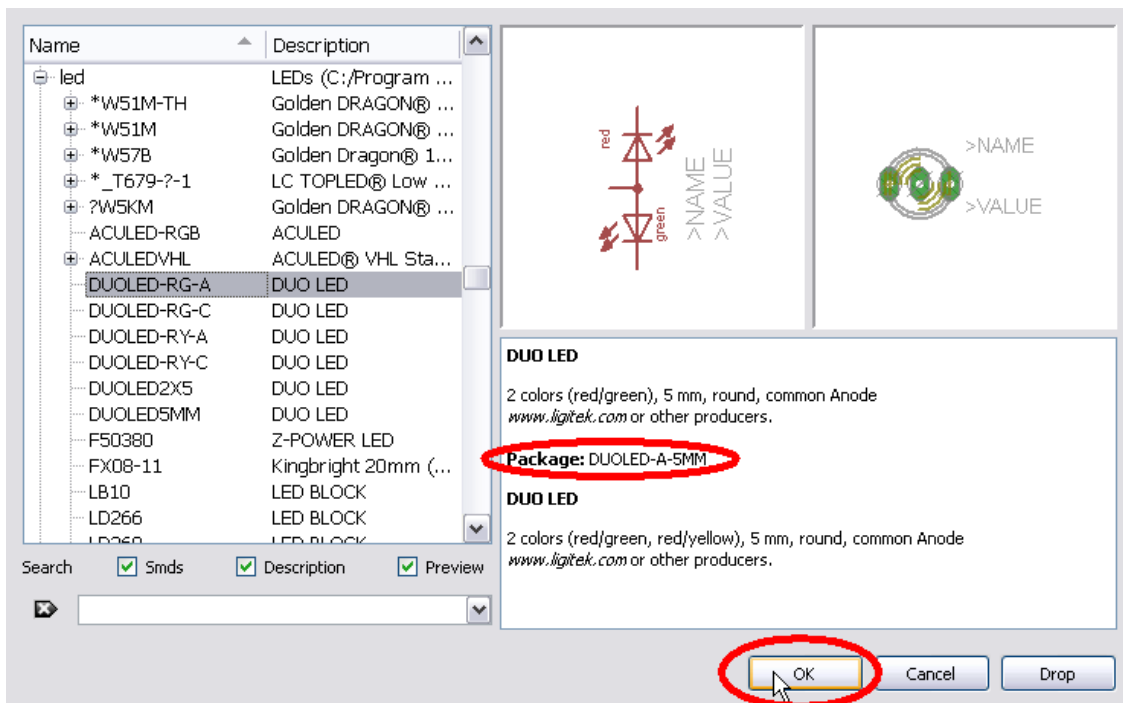 Name Description
led LEDs (C:/Program ...
*W51M-TH Golden DRAGON® ...
*W51M Golden DRAGON® ...
*W57B Golden Dragon® 1...
*_T679-?-1 LC TOPLED® Low ...
?W5KM Golden DRAGON® ...
ACULED-RGB ACULED
ACULEDVHL ACULED® VHL Sta...
DUOLED-RG-A DUO LED
DUOLED-RG-C DUO LED
DUOLED-RY-A DUO LED
DUOLED-RY-C DUO LED
DUOLED2X5 DUO LED
DUOLED5MM DUO LED
F50380 Z-POWER LED
FX08-11 Kingbright 20mm (...
LB10 LED BLOCK
LD266 LED BLOCK
LED BLOCK
Search Smds Description Preview
red
green
>NAME
>VALUE
>NAME
>VALUE
DUO LED
2 colors (red/green), 5 mm, round, common Anode
www.ligitek.com or other producers.
Package: DUOLED-A-5MM
DUO LED
2 colors (red/green, red/yellow), 5 mm, round, common Anode
www.ligitek.com or other producers.
OK Cancel Drop